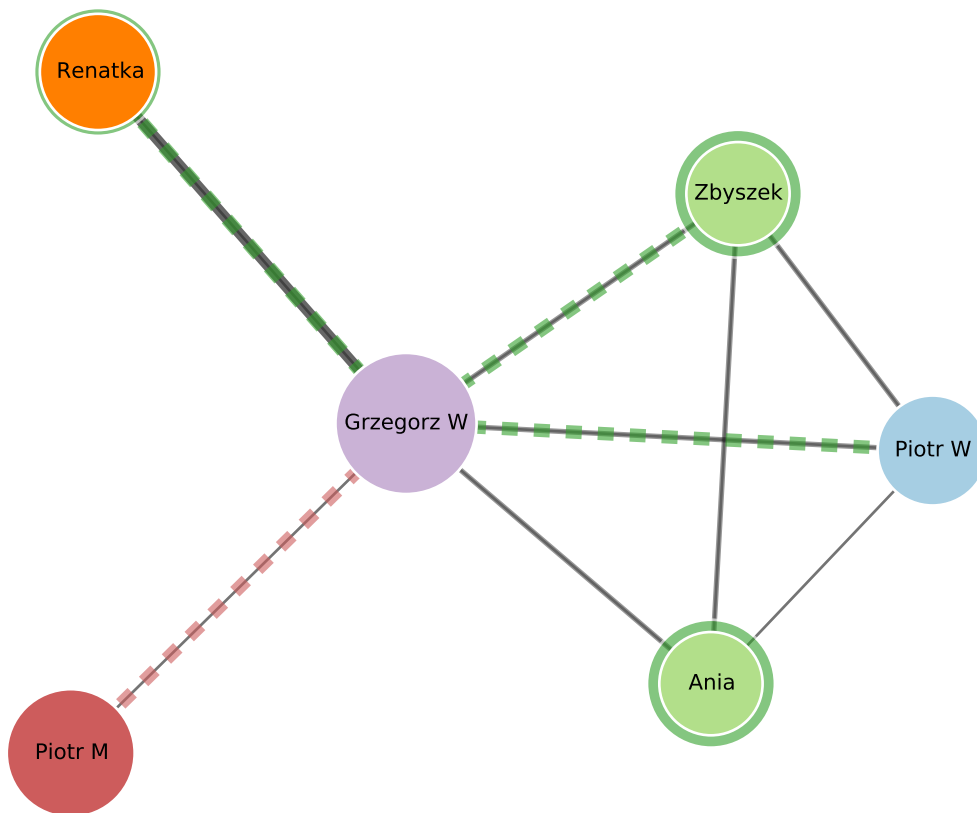 Renatka
Zbyszek
Grzegorz W
Piotr W
Ania
Piotr M